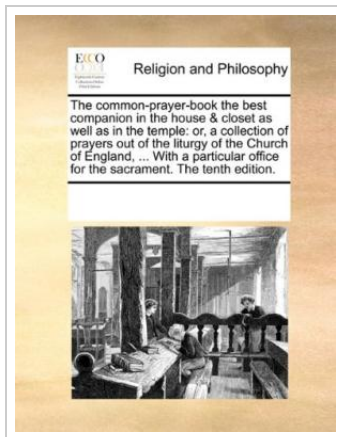 ECCO
Religion and Philosophy
The common-prayer-book the best
companion in the house & closet as
well as in the temple: or, a collection of
prayers out of the liturgy of the Church
of England, ... With a particular office
for the sacrament. The tenth edition.